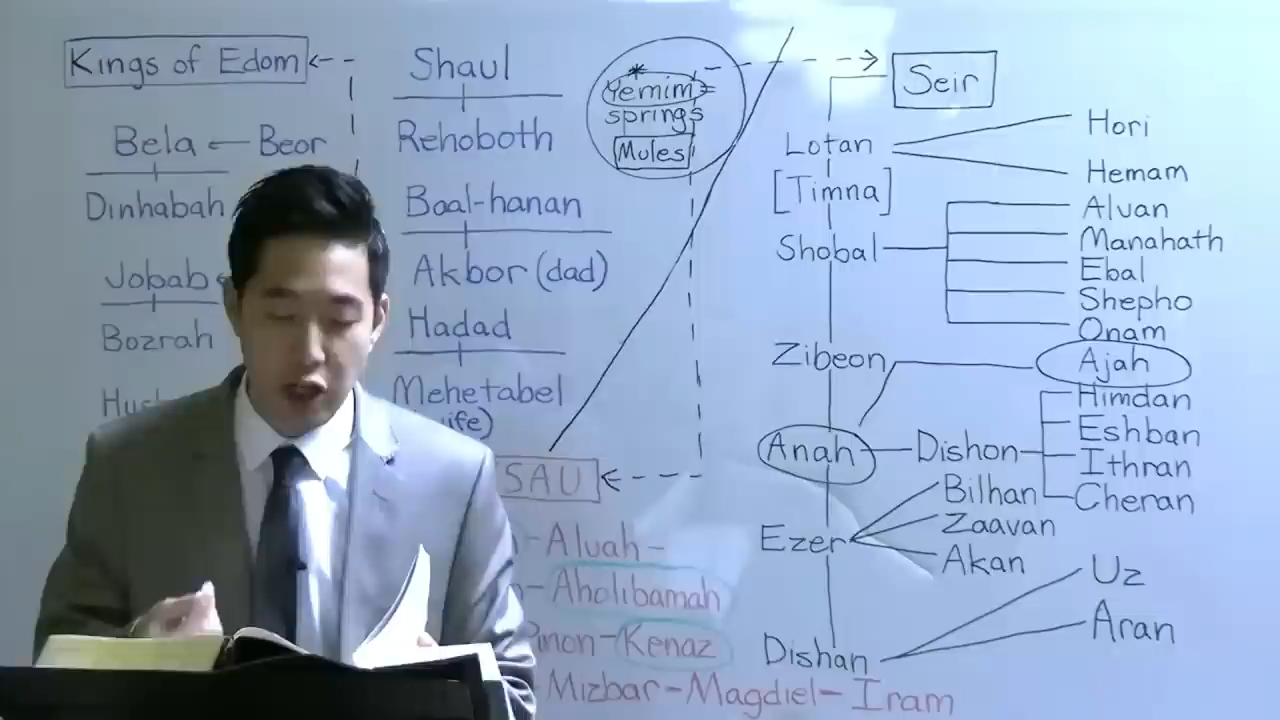 Kings of Edom
Bela ← Beor
Dinhabah
Jobab
Bozrah
Shaul
Rehoboth
Baal-hanan
Akbor (dad)
Hadad
Mehetabel
*
Yemim=
springs
Mules
Seir
Lotan
[Timna]
Hori
Hemam
Shobal
Alvan
Manahath
Ebal
Shepho
Onam
Zibeon
Ajah
Anah
Dishon
Himdan
Eshban
Ithran
Cheran
Ezer
Bilhan
Zaavan
Akan
Dishan
Uz
Aran
SAU
-Aluah-
-Aholibamah
Pinon-Kenaz
Mizbar-Magdiel-Iram